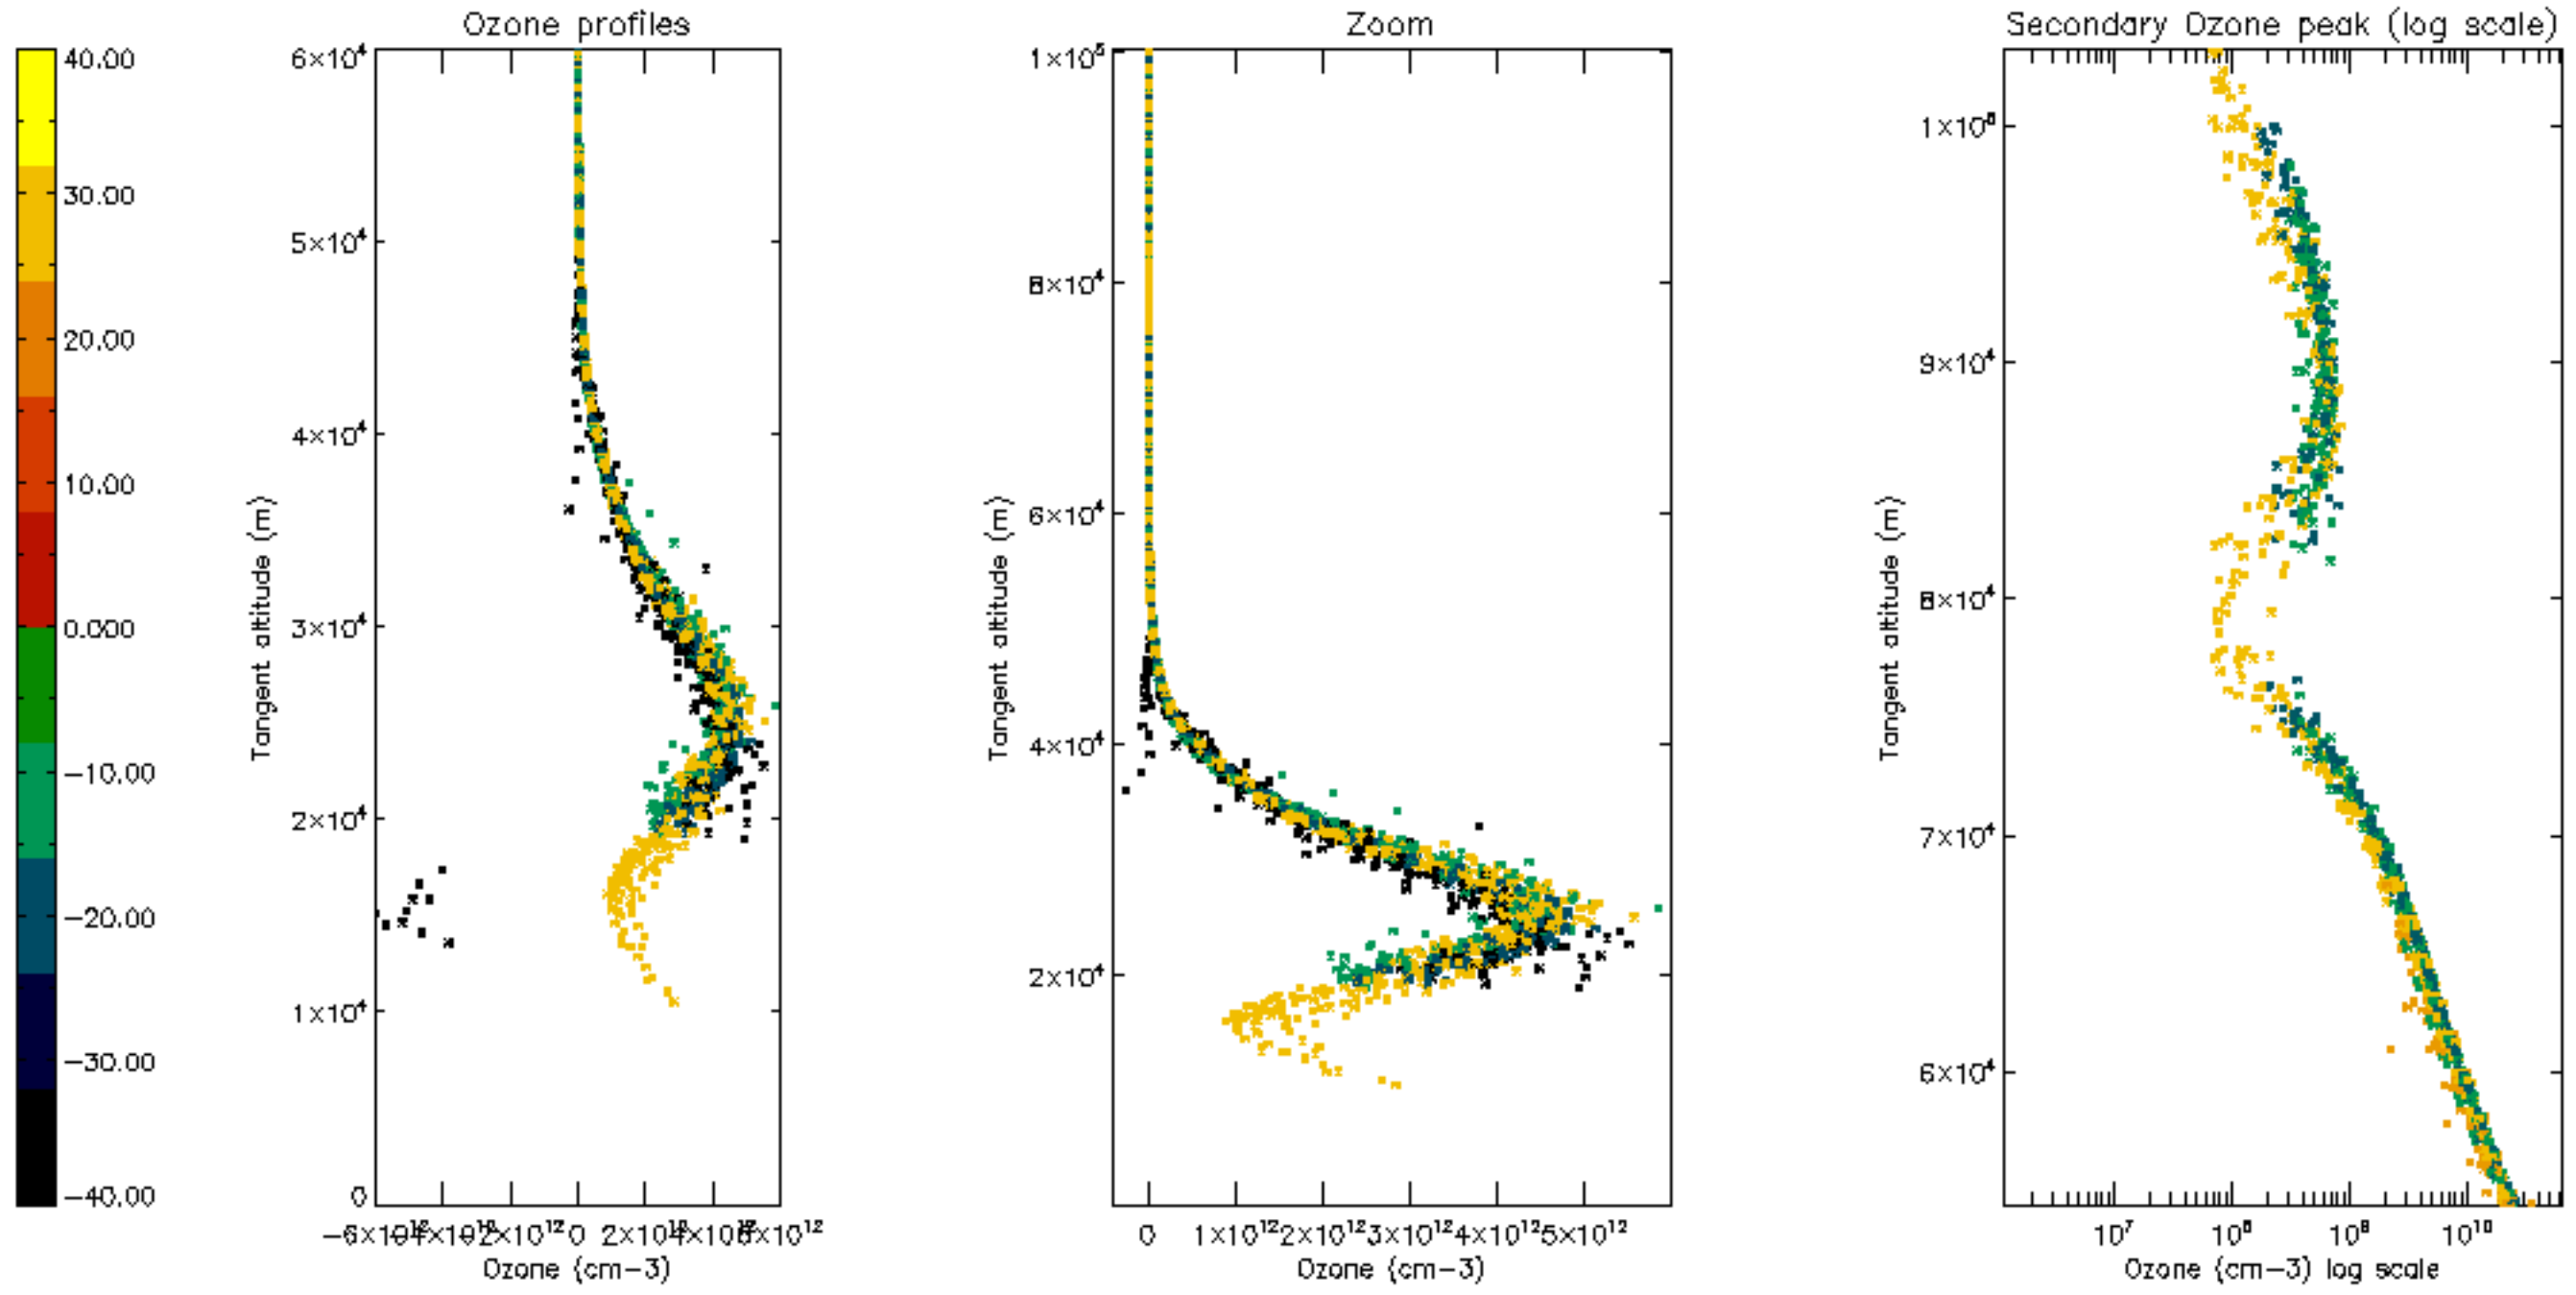 Ozone profiles
Zoom
Secondary Ozone peak (log scale)
40.00
30.00
20.00
10.00
0.000
−10.00
−20.00
−30.00
−40.00
Tangent altitude (m)
6×10⁴
5×10⁴
4×10⁴
3×10⁴
2×10⁴
1×10⁴
0
0
Ozone (cm−3)
Tangent altitude (m)
1×10⁵
8×10⁴
6×10⁴
4×10⁴
2×10⁴
0 1×10¹² 2×10¹² 3×10¹² 4×10¹² 5×10¹²
Ozone (cm−3)
Tangent altitude (m)
1×10⁵
9×10⁴
8×10⁴
7×10⁴
6×10⁴
10⁷ 10⁸ 10⁹ 10¹⁰
Ozone (cm−3) log scale